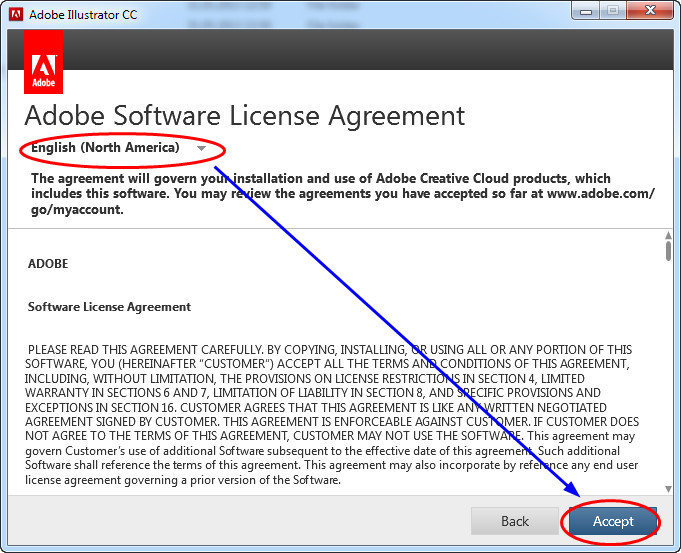 Adobe Illustrator CC
Adobe
Adobe Software License Agreement
English (North America)
The agreement will govern your installation and use of Adobe Creative Cloud products, which
includes this software. You may review the agreements you have accepted so far at www.adobe.com/
go/myaccount.
ADOBE
Software License Agreement
PLEASE READ THIS AGREEMENT CAREFULLY. BY COPYING, INSTALLING, OR USING ALL OR ANY PORTION OF THIS
SOFTWARE, YOU (HEREINAFTER "CUSTOMER") ACCEPT ALL THE TERMS AND CONDITIONS OF THIS AGREEMENT,
INCLUDING, WITHOUT LIMITATION, THE PROVISIONS ON LICENSE RESTRICTIONS IN SECTION 4, LIMITED
WARRANTY IN SECTIONS 6 AND 7, LIMITATION OF LIABILITY IN SECTION 8, AND SPECIFIC PROVISIONS AND
EXCEPTIONS IN SECTION 16. CUSTOMER AGREES THAT THIS AGREEMENT IS LIKE ANY WRITTEN NEGOTIATED
AGREEMENT SIGNED BY CUSTOMER. THIS AGREEMENT IS ENFORCEABLE AGAINST CUSTOMER. IF CUSTOMER DOES
NOT AGREE TO THE TERMS OF THIS AGREEMENT, CUSTOMER MAY NOT USE THE SOFTWARE. This agreement may
govern Customer's use of additional Software subsequent to the effective date of this agreement. Such additional
Software shall reference the terms of this agreement. This agreement may also incorporate by reference any end user
license agreement governing a prior version of the Software.
Back
Accept